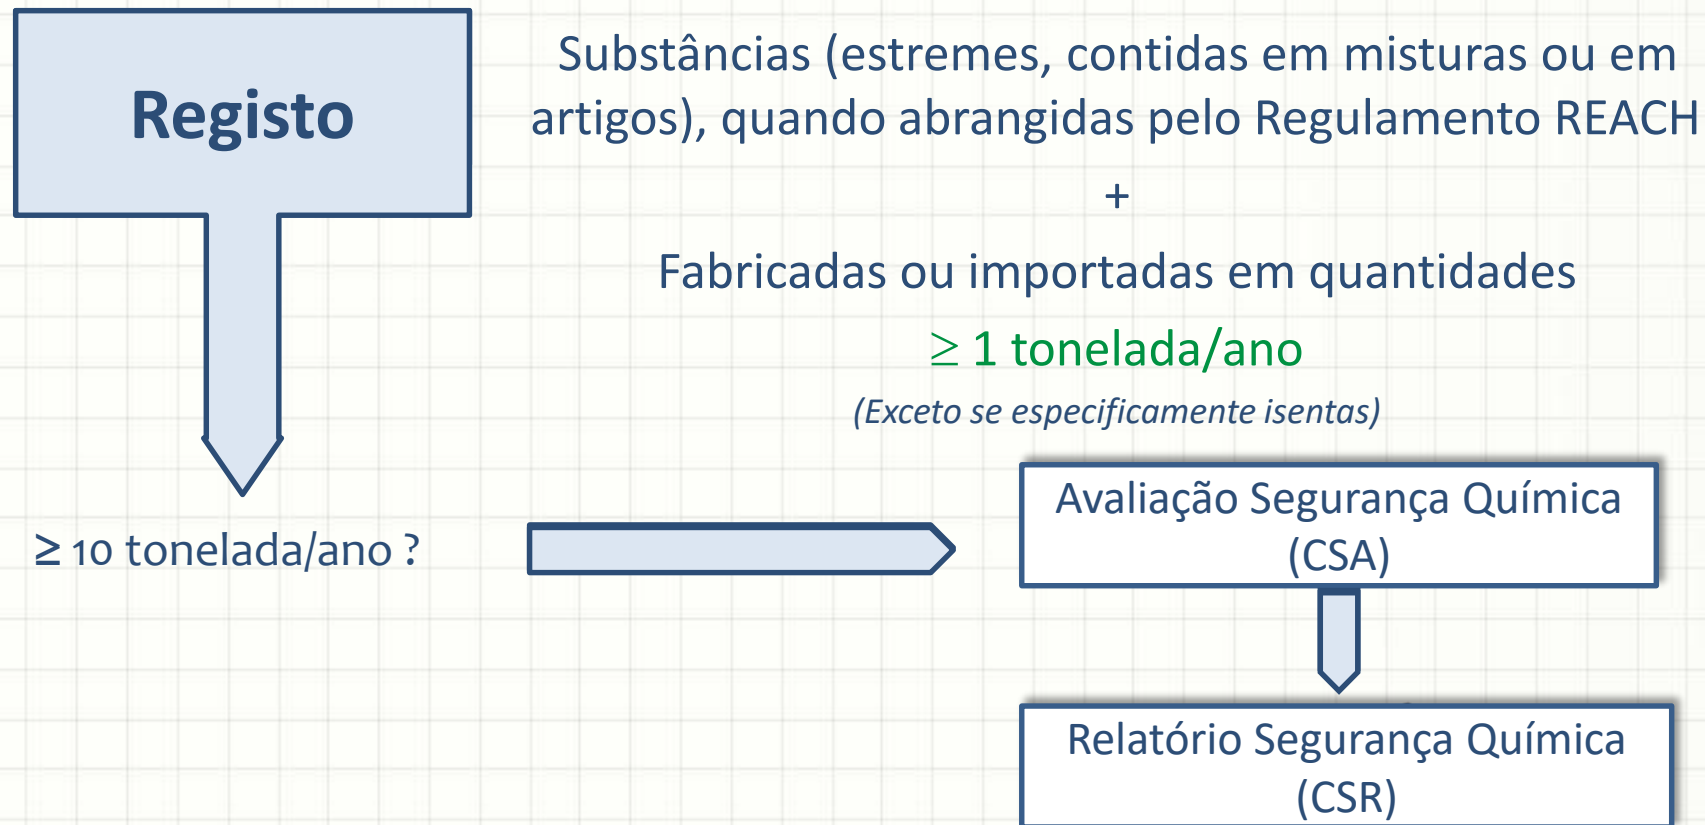 Registo
Substâncias (estremes, contidas em misturas ou em
artigos), quando abrangidas pelo Regulamento REACH
+
Fabricadas ou importadas em quantidades
≥ 1 tonelada/ano
(Exceto se especificamente isentas)
≥ 10 tonelada/ano ?
Avaliação Segurança Química
(CSA)
Relatório Segurança Química
(CSR)